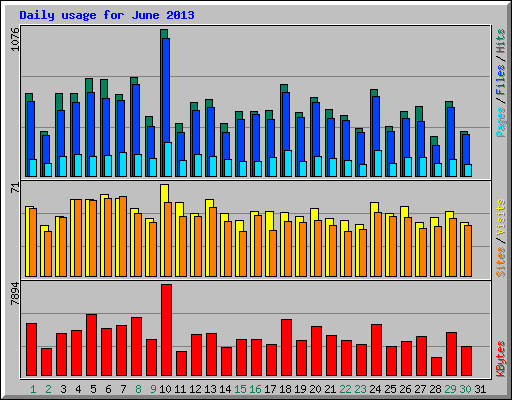 Daily usage for June 2013
1076
Pages / Files / Hits
71
Sites / Visits
7894
KBytes
1 2 3 4 5 6 7 8 9 10 11 12 13 14 15 16 17 18 19 20 21 22 23 24 25 26 27 28 29 30 31